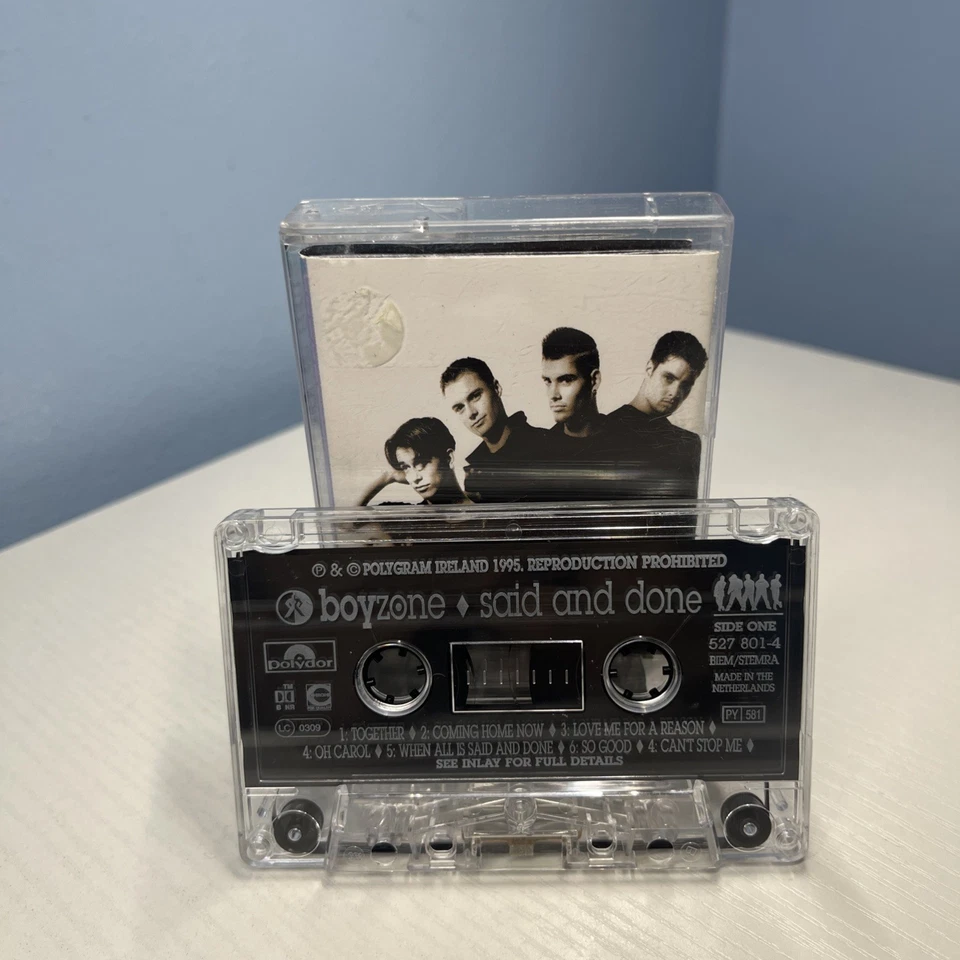 ℗ & © POLYGRAM IRELAND 1995. REPRODUCTION PROHIBITED
boyzone ♦ said and done
SIDE ONE
527 801-4
BIEM/STEMRA
MADE IN THE
NETHERLANDS
PY 581
polydor
TM
B NR
LC 0309
1: TOGETHER ♦ 2: COMING HOME NOW ♦ 3: LOVE ME FOR A REASON ♦
4: OH CAROL ♦ 5: WHEN ALL IS SAID AND DONE ♦ 6: SO GOOD ♦ 4: CAN'T STOP ME ♦
SEE INLAY FOR FULL DETAILS